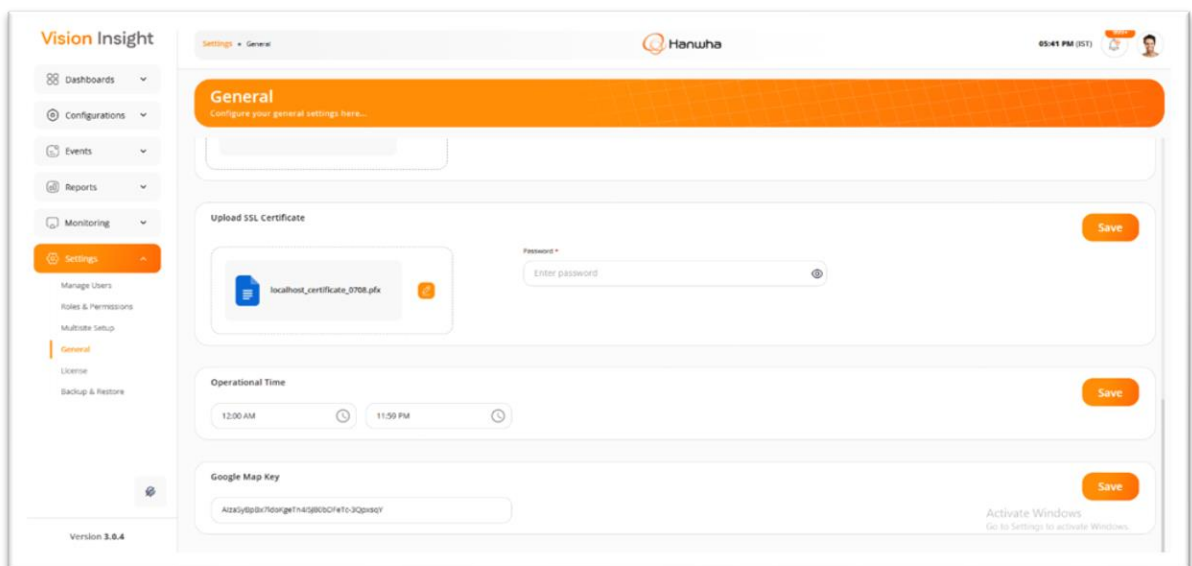 Vision Insight
Settings General
Hanwha
05:41 PM (IST)
Dashboards
Configurations
Events
Reports
Monitoring
Settings
Manage Users
Roles & Permissions
Multisite Setup
General
License
Backup & Restore
Version 3.0.4
General
Configure your general settings here...
Upload SSL Certificate
Save
localhost_certificate_0708.pfx
Password *
Enter password
Operational Time
Save
12:00 AM
11:59 PM
Google Map Key
Save
Activate Windows
Go to Settings to activate Windows.